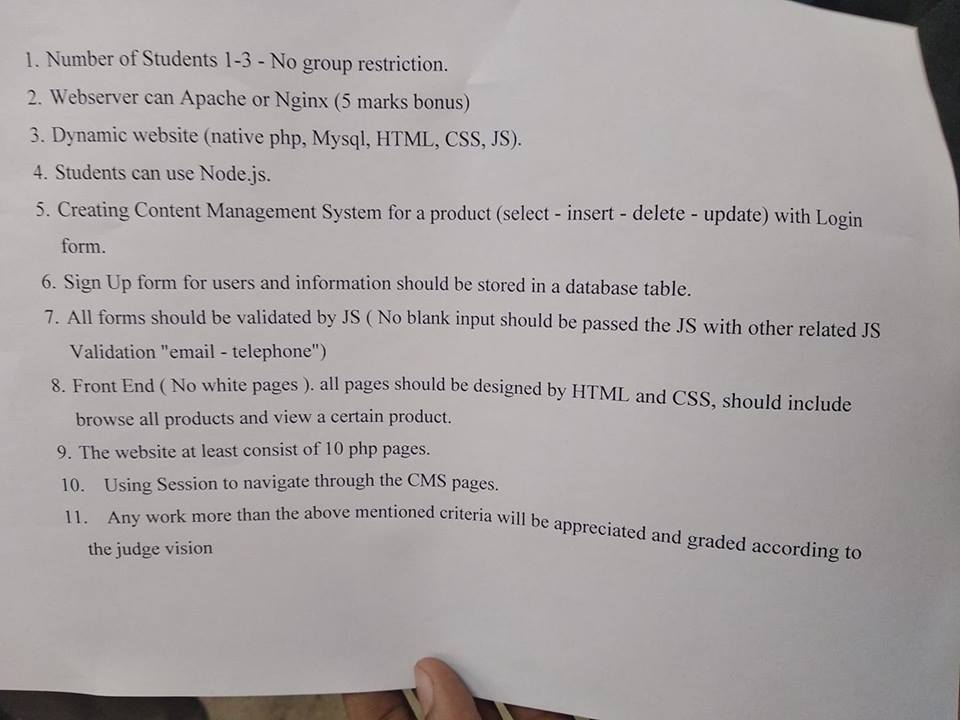 1. Number of Students 1-3 - No group restriction.
2. Webserver can Apache or Nginx (5 marks bonus)
3. Dynamic website (native php, Mysql, HTML, CSS, JS).
4. Students can use Node.js.
5. Creating Content Management System for a product (select - insert - delete - update) with Login
form.
6. Sign Up form for users and information should be stored in a database table.
7. All forms should be validated by JS ( No blank input should be passed the JS with other related JS
Validation "email - telephone")
8. Front End ( No white pages ). all pages should be designed by HTML and CSS, should include
browse all products and view a certain product.
9. The website at least consist of 10 php pages.
10. Using Session to navigate through the CMS pages.
11. Any work more than the above mentioned criteria will be appreciated and graded according to
the judge vision